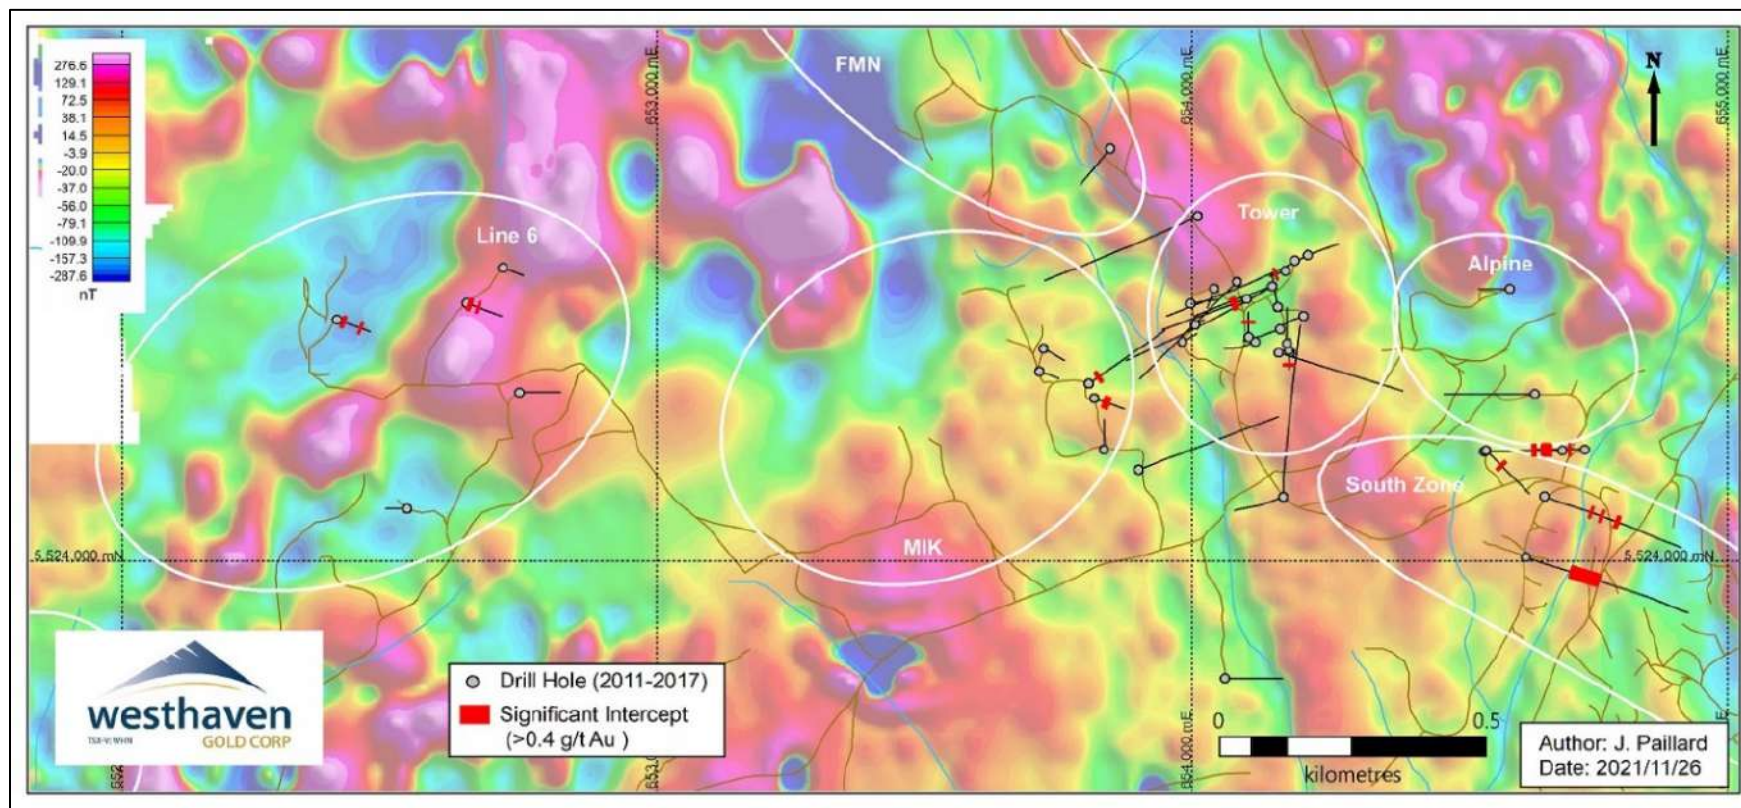 276.6
129.1
72.5
38.1
14.5
-3.9
-20.0
-37.0
-56.0
-79.1
-109.9
-157.3
-287.6
nT
FMN
653,000 mE
654,000 mE
655,000 mE
N
Tower
Line 6
Alpine
South Zone
MIK
5,524,000 mN
5,524,000 mN
westhaven
GOLD CORP
Drill Hole (2011-2017)
Significant Intercept
(>0.4 g/t Au )
654,000 mE
0
0.5
kilometres
Author: J. Paillard
Date: 2021/11/26